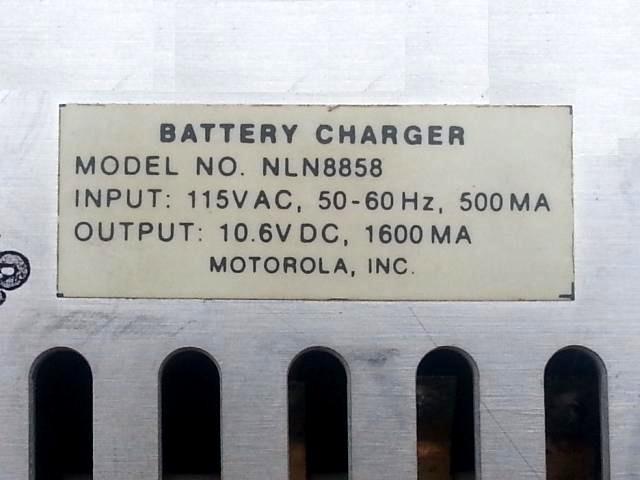 BATTERY CHARGER
MODEL NO. NLN8858
INPUT: 115VAC, 50-60Hz, 500MA
OUTPUT: 10.6VDC, 1600MA
MOTOROLA, INC.